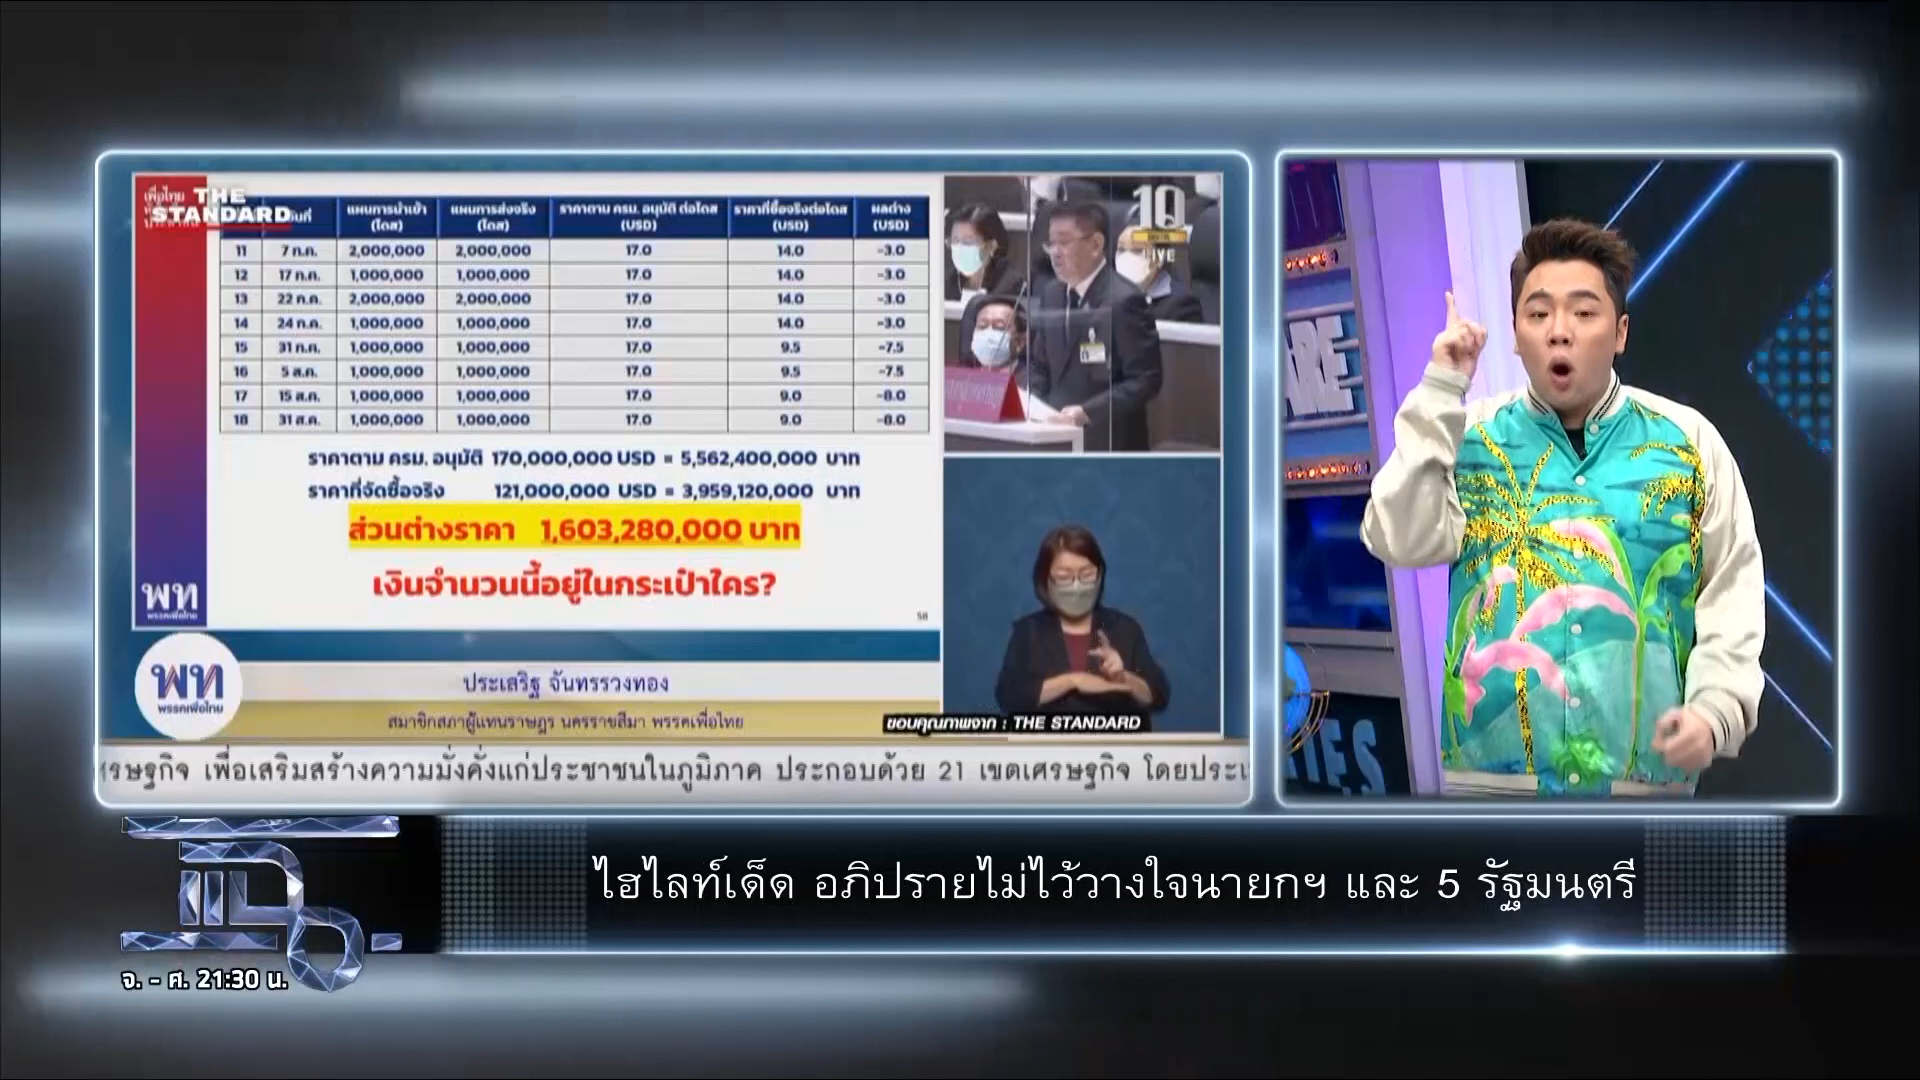 เพื่อไทย
THE
STANDARD
วันที่ แผนการนำเข้า (โดส) แผนการส่งจริง (โดส) ราคาตาม ครม. อนุมัติ ต่อโดส (USD) ราคาที่ซื้อจริงต่อโดส (USD) ผลต่าง (USD)
11 7 ก.ค. 2,000,000 2,000,000 17.0 14.0 -3.0
12 17 ก.ค. 1,000,000 1,000,000 17.0 14.0 -3.0
13 22 ก.ค. 2,000,000 2,000,000 17.0 14.0 -3.0
14 24 ก.ค. 1,000,000 1,000,000 17.0 14.0 -3.0
15 31 ก.ค. 1,000,000 1,000,000 17.0 9.5 -7.5
16 5 ส.ค. 1,000,000 1,000,000 17.0 9.5 -7.5
17 15 ส.ค. 1,000,000 1,000,000 17.0 9.0 -8.0
18 31 ส.ค. 1,000,000 1,000,000 17.0 9.0 -8.0
ราคาตาม ครม. อนุมัติ 170,000,000 USD = 5,562,400,000 บาท
ราคาที่จัดซื้อจริง 121,000,000 USD = 3,959,120,000 บาท
ส่วนต่างราคา 1,603,280,000 บาท
เงินจำนวนนี้อยู่ในกระเป๋าใคร?
58
พท
พรรคเพื่อไทย
พท
พรรคเพื่อไทย
10
LIVE
ประเสริฐ จันทรรวงทอง
สมาชิกสภาผู้แทนราษฎร นครราชสีมา พรรคเพื่อไทย
ขอบคุณภาพจาก : THE STANDARD
รษฐกิจ เพื่อเสริมสร้างความมั่งคั่งแก่ประชาชนในภูมิภาค ประกอบด้วย 21 เขตเศรษฐกิจ โดยประเ
ARE
TIES
แฉ
จ. - ศ. 21:30 น.
ไฮไลท์เด็ด อภิปรายไม่ไว้วางใจนายกฯ และ 5 รัฐมนตรี